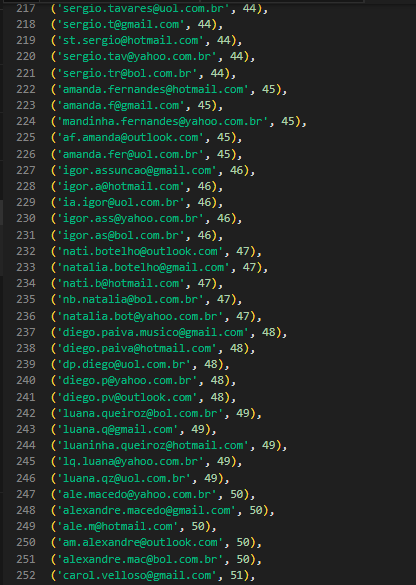 217 ('sergio.tavares@uol.com.br', 44),
218 ('sergio.t@gmail.com', 44),
219 ('st.sergio@hotmail.com', 44),
220 ('sergio.tav@yahoo.com.br', 44),
221 ('sergio.tr@bol.com.br', 44),
222 ('amanda.fernandes@hotmail.com', 45),
223 ('amanda.f@gmail.com', 45),
224 ('mandinha.fernandes@yahoo.com.br', 45),
225 ('af.amanda@outlook.com', 45),
226 ('amanda.fer@uol.com.br', 45),
227 ('igor.assuncao@gmail.com', 46),
228 ('igor.a@hotmail.com', 46),
229 ('ia.igor@uol.com.br', 46),
230 ('igor.ass@yahoo.com.br', 46),
231 ('igor.as@bol.com.br', 46),
232 ('nati.botelho@outlook.com', 47),
233 ('natalia.botelho@gmail.com', 47),
234 ('nati.b@hotmail.com', 47),
235 ('nb.natalia@bol.com.br', 47),
236 ('natalia.bot@yahoo.com.br', 47),
237 ('diego.paiva.musico@gmail.com', 48),
238 ('diego.paiva@hotmail.com', 48),
239 ('dp.diego@uol.com.br', 48),
240 ('diego.p@yahoo.com.br', 48),
241 ('diego.pv@outlook.com', 48),
242 ('luana.queiroz@bol.com.br', 49),
243 ('luana.q@gmail.com', 49),
244 ('luaninha.queiroz@hotmail.com', 49),
245 ('lq.luana@yahoo.com.br', 49),
246 ('luana.qz@uol.com.br', 49),
247 ('ale.macedo@yahoo.com.br', 50),
248 ('alexandre.macedo@gmail.com', 50),
249 ('ale.m@hotmail.com', 50),
250 ('am.alexandre@outlook.com', 50),
251 ('alexandre.mac@bol.com.br', 50),
252 ('carol.velloso@gmail.com', 51),